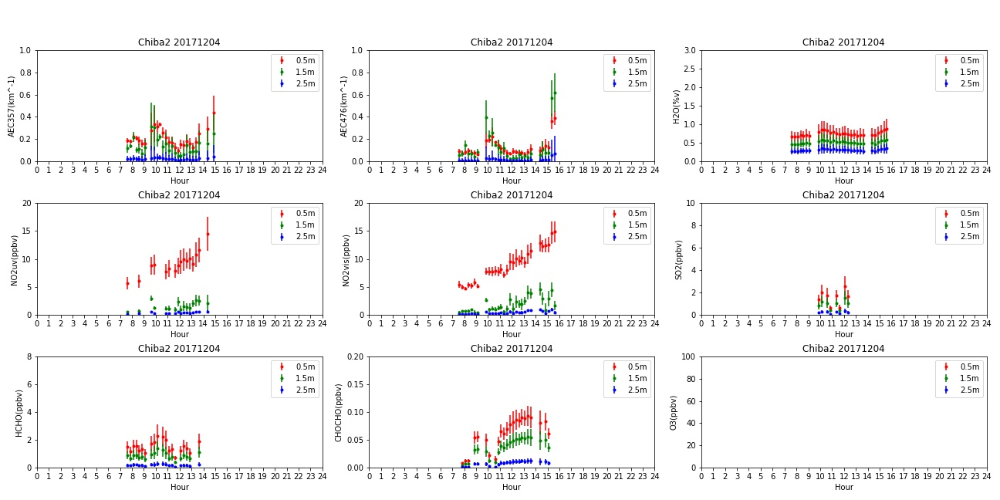 Chiba2 20171204 Chiba2 20171204 Chiba2 20171204
1.0 1.0 3.0
0.5m 0.5m 0.5m
1.5m 1.5m 1.5m
2.5m 2.5m 2.5m
0.8 0.8 2.5
0.6 0.6 2.0
1.5
0.4 0.4 1.0
0.2 0.2 0.5
0.0 0.0 0.0
AEC357(km^-1) AEC476(km^-1) H2O(%v)
0 1 2 3 4 5 6 7 8 9 10 11 12 13 14 15 16 17 18 19 20 21 22 23 24 0 1 2 3 4 5 6 7 8 9 10 11 12 13 14 15 16 17 18 19 20 21 22 23 24 0 1 2 3 4 5 6 7 8 9 10 11 12 13 14 15 16 17 18 19 20 21 22 23 24
Hour Hour Hour
Chiba2 20171204 Chiba2 20171204 Chiba2 20171204
20 20 10
0.5m 0.5m 0.5m
1.5m 1.5m 1.5m
2.5m 2.5m 2.5m
15 15 8
10 10 6
4
5 5 2
0 0 0
NO2uv(ppbv) NO2vis(ppbv) SO2(ppbv)
0 1 2 3 4 5 6 7 8 9 10 11 12 13 14 15 16 17 18 19 20 21 22 23 24 0 1 2 3 4 5 6 7 8 9 10 11 12 13 14 15 16 17 18 19 20 21 22 23 24 0 1 2 3 4 5 6 7 8 9 10 11 12 13 14 15 16 17 18 19 20 21 22 23 24
Hour Hour Hour
Chiba2 20171204 Chiba2 20171204 Chiba2 20171204
8 0.20 100
0.5m 0.5m 0.5m
1.5m 1.5m 1.5m
2.5m 2.5m 2.5m
6 0.15 80
4 0.10 60
40
2 0.05 20
0 0.00 0
HCHO(ppbv) CHOCHO(ppbv) O3(ppbv)
0 1 2 3 4 5 6 7 8 9 10 11 12 13 14 15 16 17 18 19 20 21 22 23 24 0 1 2 3 4 5 6 7 8 9 10 11 12 13 14 15 16 17 18 19 20 21 22 23 24 0 1 2 3 4 5 6 7 8 9 10 11 12 13 14 15 16 17 18 19 20 21 22 23 24
Hour Hour Hour